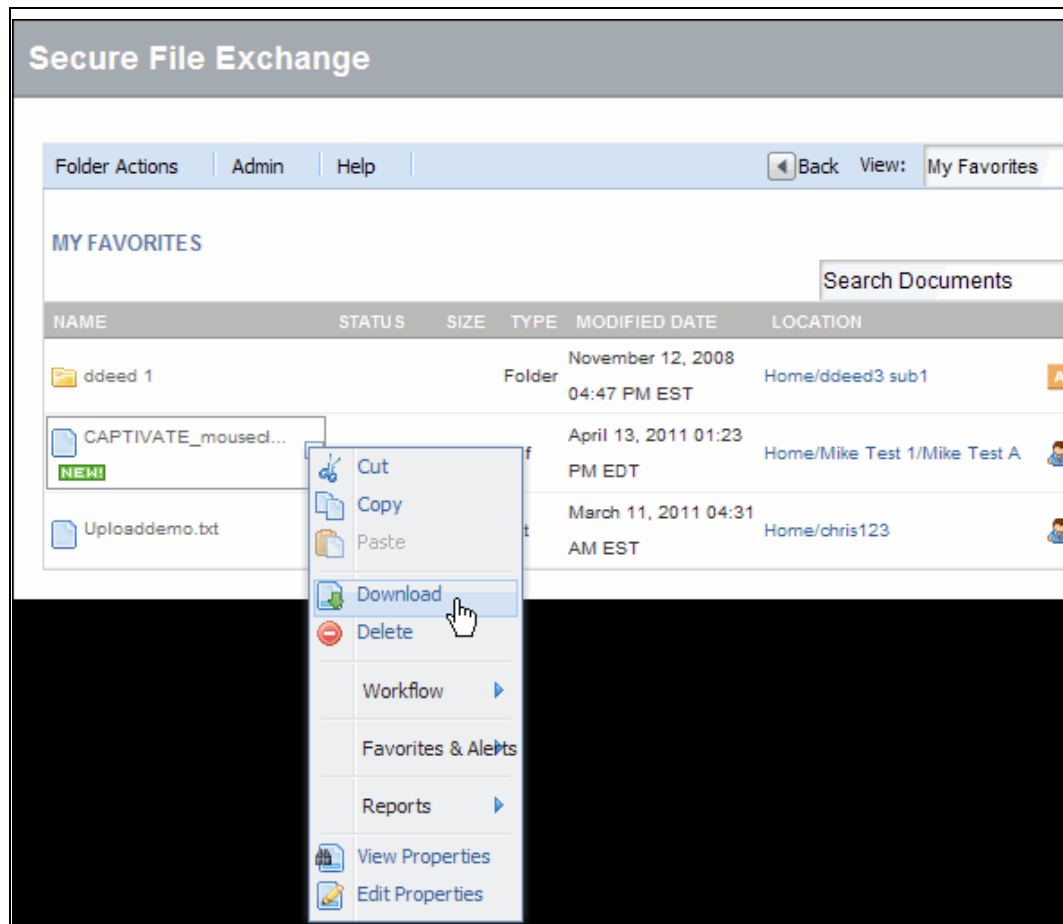 Secure File Exchange
Folder Actions Admin Help Back View: My Favorites
MY FAVORITES
Search Documents
NAME STATUS SIZE TYPE MODIFIED DATE LOCATION
ddeed 1 Folder November 12, 2008 04:47 PM EST Home/ddeed3 sub1 A
CAPTIVATE_mousecl... f April 13, 2011 01:23 PM EDT Home/Mike Test 1/Mike Test A
NEW!
Uploaddemo.txt t March 11, 2011 04:31 AM EST Home/chris123
Cut
Copy
Paste
Download
Delete
Workflow
Favorites & Alerts
Reports
View Properties
Edit Properties